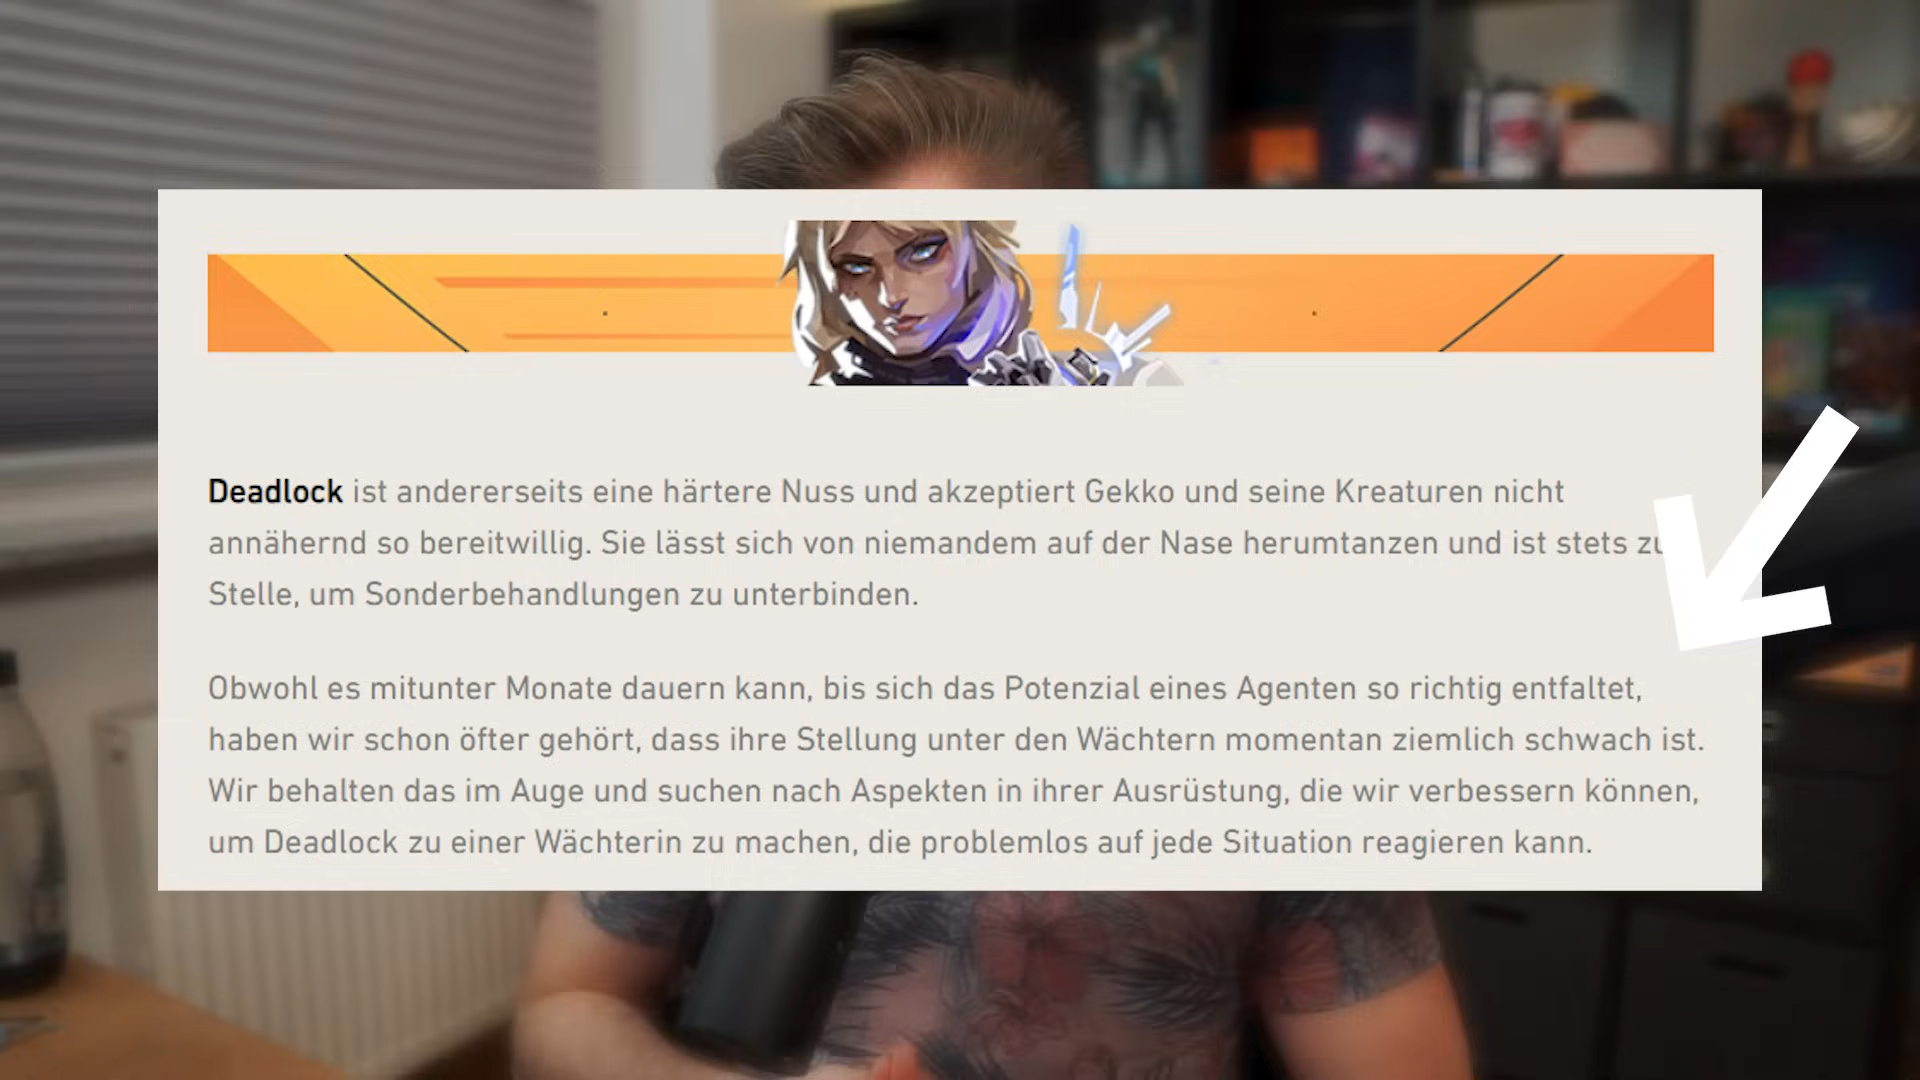 Deadlock ist andererseits eine härtere Nuss und akzeptiert Gekko und seine Kreaturen nicht
annähernd so bereitwillig. Sie lässt sich von niemandem auf der Nase herumtanzen und ist stets
Stelle, um Sonderbehandlungen zu unterbinden.
Obwohl es mitunter Monate dauern kann, bis sich das Potenzial eines Agenten so richtig entfaltet,
haben wir schon öfter gehört, dass ihre Stellung unter den Wächtern momentan ziemlich schwach ist.
Wir behalten das im Auge und suchen nach Aspekten in ihrer Ausrüstung, die wir verbessern können,
um Deadlock zu einer Wächterin zu machen, die problemlos auf jede Situation reagieren kann.